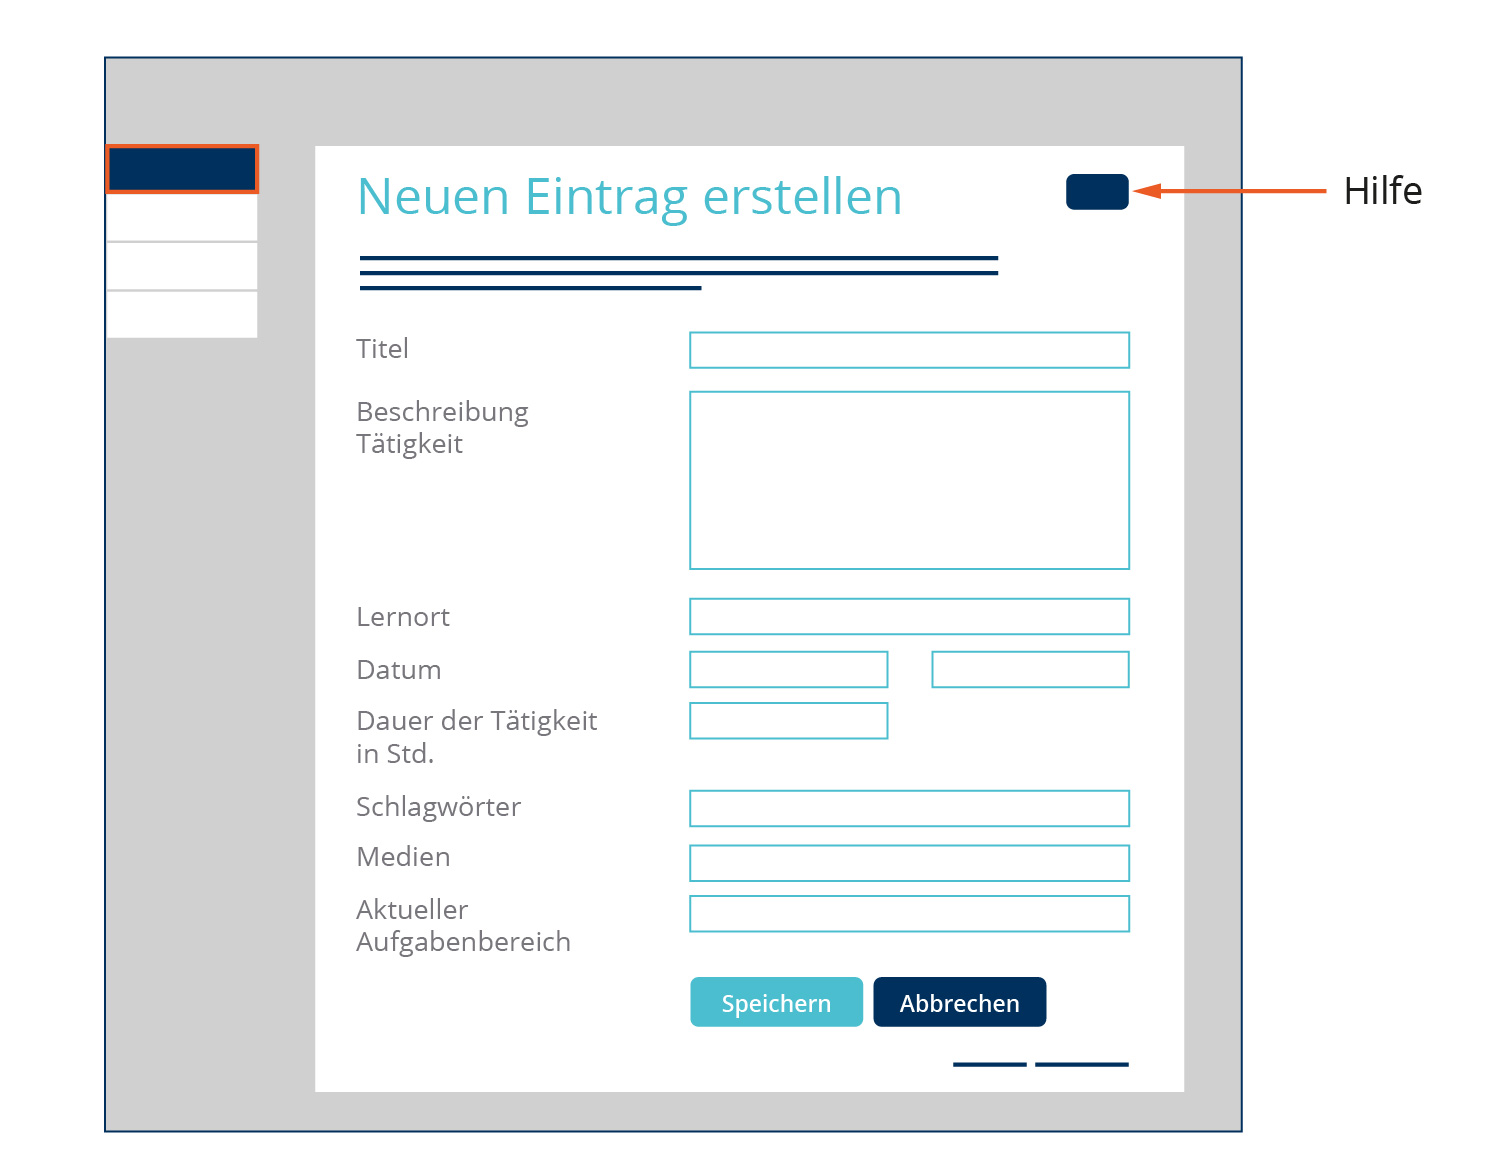 Neuen Eintrag erstellen
Hilfe
Titel
Beschreibung
Tätigkeit
Lernort
Datum
Dauer der Tätigkeit
in Std.
Schlagwörter
Medien
Aktueller
Aufgabenbereich
Speichern
Abbrechen